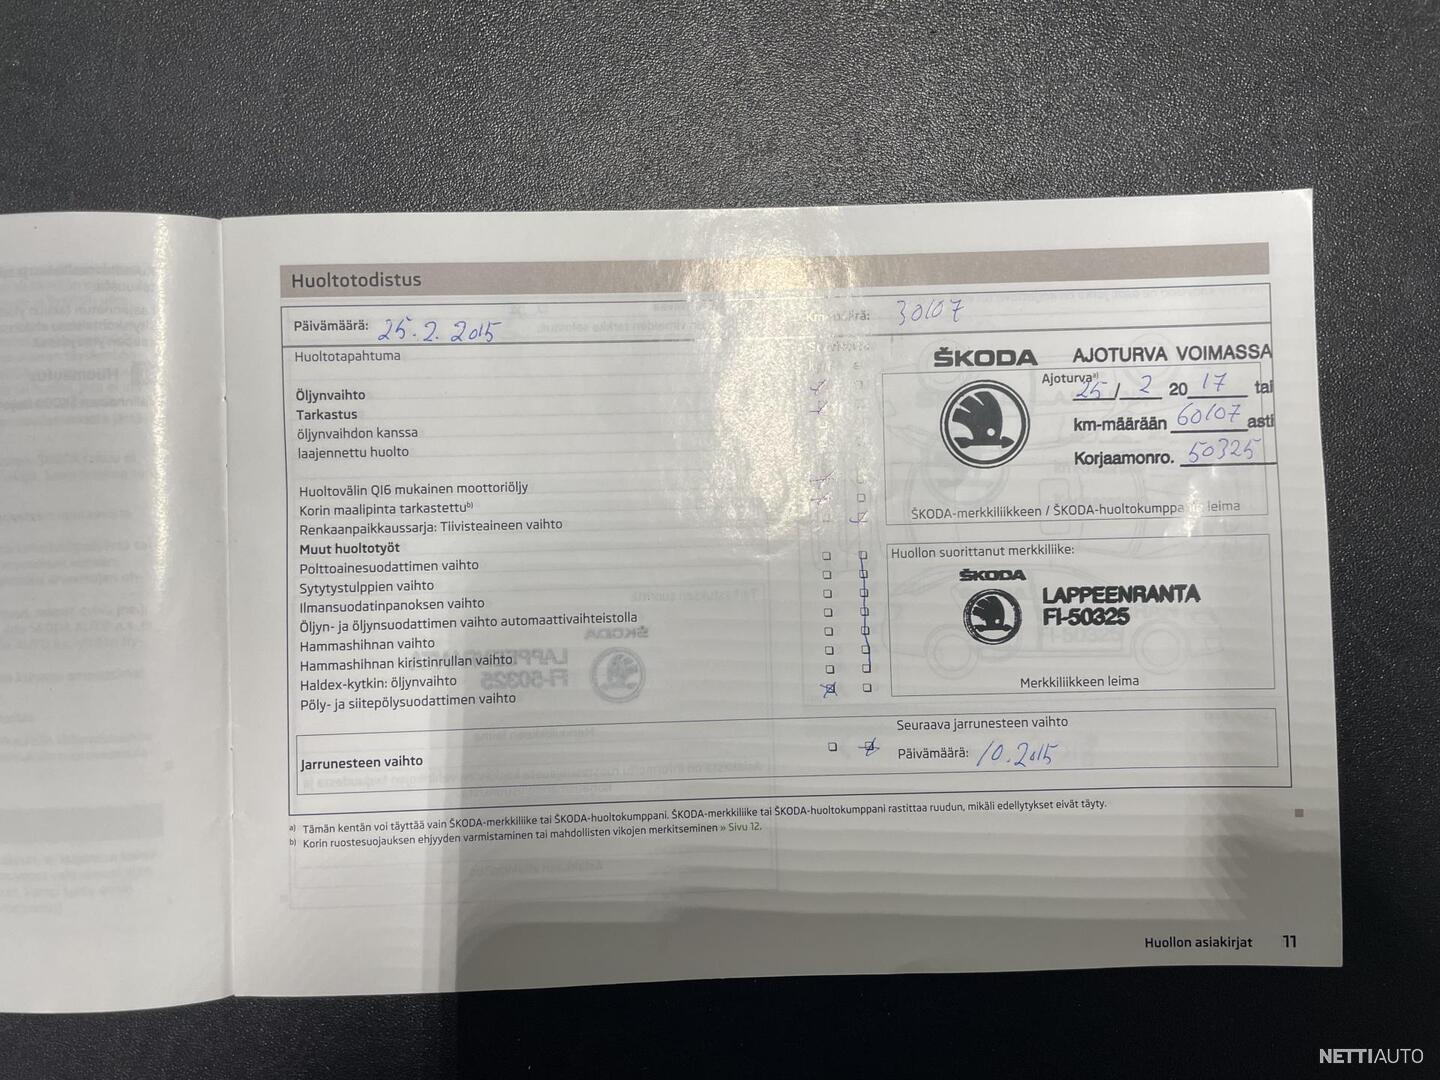 Huoltotodistus
Päivämäärä: 25.2.2015
30107
Huoltotapahtuma
Öljynvaihto
Tarkastus
öljynvaihdon kanssa
laajennettu huolto
Huoltovälin QI6 mukainen moottoriöljy
Korin maalipinta tarkastettu b)
Renkaanpaikkaussarja: Tiivisteaineen vaihto
Muut huoltotyöt
Polttoainesuodattimen vaihto
Sytytystulppien vaihto
Ilmansuodatinpanoksen vaihto
Öljyn- ja öljynsuodattimen vaihto automaattivaihteistolla
Hammashihnan vaihto
Hammashihnan kiristinrullan vaihto
Haldex-kytkin: öljynvaihto
Pöly- ja siitepölysuodattimen vaihto
ŠKODA AJOTURVA VOIMASSA
Ajoturva a)
25 / 2 20 17 tai
km-määrään 60107 asti
Korjaamonro. 50325
ŠKODA-merkkiliikkeen / ŠKODA-huoltokumppanin leima
Huollon suorittanut merkkiliike:
ŠKODA
LAPPEENRANTA
FI-50325
Merkkiliikkeen leima
Jarrunesteen vaihto
Seuraava jarrunesteen vaihto
Päivämäärä: 10.2015
a) Tämän kentän voi täyttää vain ŠKODA-merkkiliike tai ŠKODA-huoltokumppani. ŠKODA-merkkiliike tai ŠKODA-huoltokumppani rastittaa ruudun, mikäli edellytykset eivät täyty.
b) Korin ruostesuojauksen ehjyyden varmistaminen tai mahdollisten vikojen merkitseminen » Sivu 12.
Huollon asiakirjat 11
NETTIAUTO